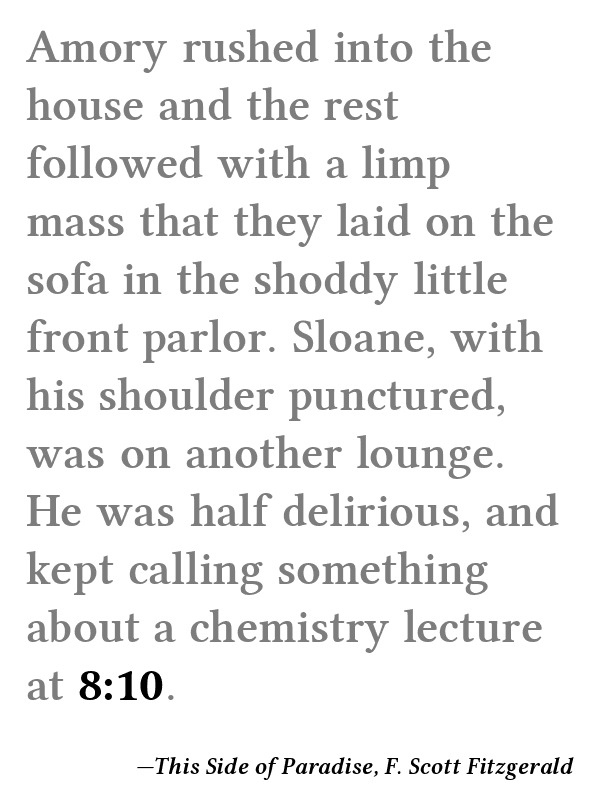 Amory rushed into the
house and the rest
followed with a limp
mass that they laid on the
sofa in the shoddy little
front parlor. Sloane, with
his shoulder punctured,
was on another lounge.
He was half delirious, and
kept calling something
about a chemistry lecture
at 8:10.
—This Side of Paradise, F. Scott Fitzgerald